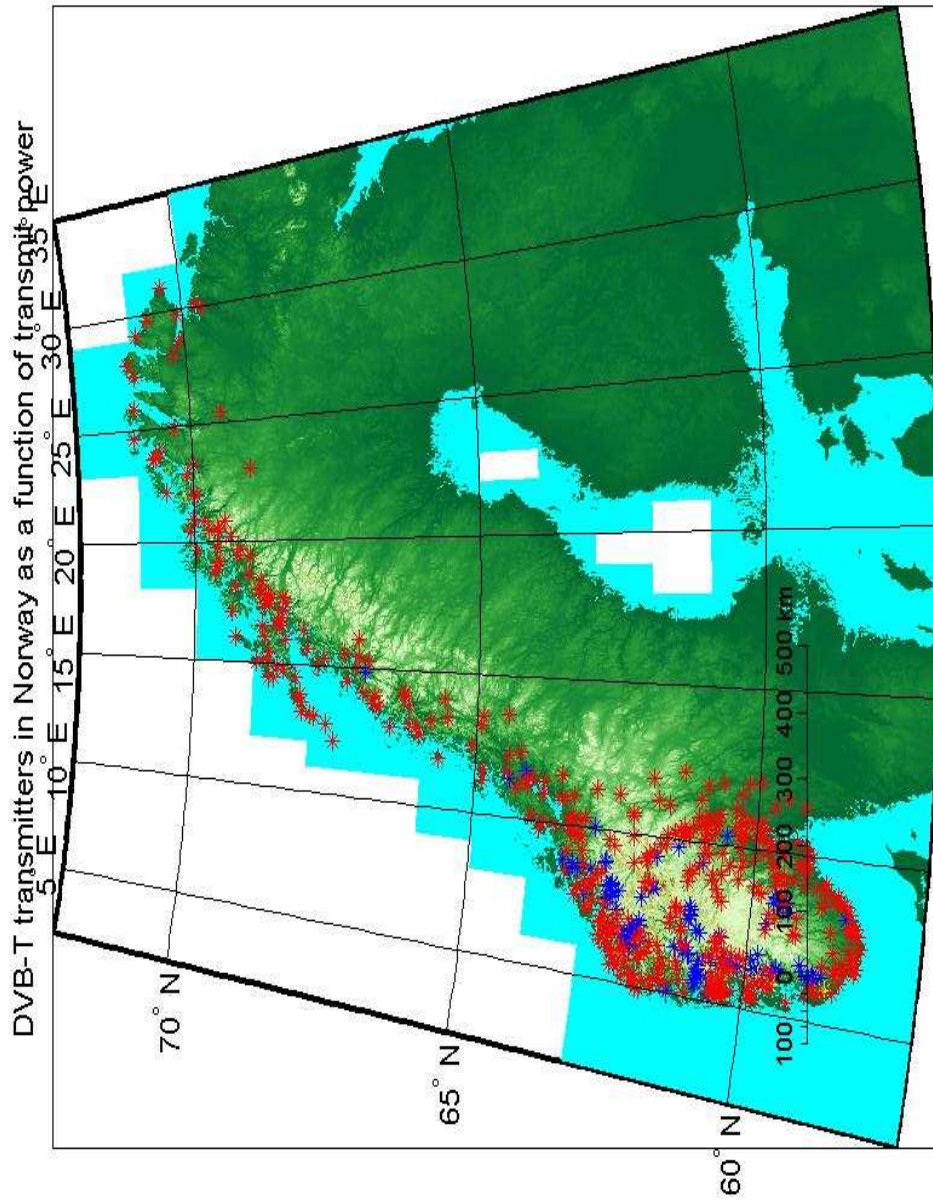 DVB-T transmitters in Norway as a function of transmit power
5° E
10° E
15° E
20° E
25° E
30° E
35° E
70° N
65° N
60° N
100 0 100 200 300 400 500 km